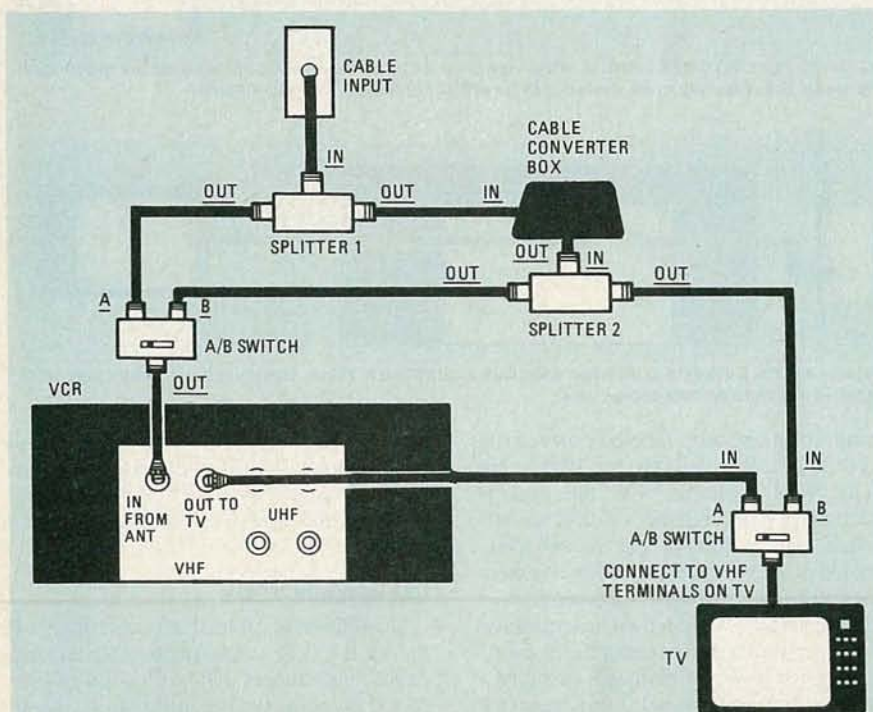 CABLE
INPUT
IN
CABLE
CONVERTER
BOX
OUT
OUT
IN
SPLITTER 1
OUT
IN
OUT
OUT
SPLITTER 2
A
B
A/B SWITCH
OUT
VCR
IN
FROM
ANT
OUT TO
TV
UHF
VHF
IN
IN
A
B
A/B SWITCH
CONNECT TO VHF
TERMINALS ON TV
TV